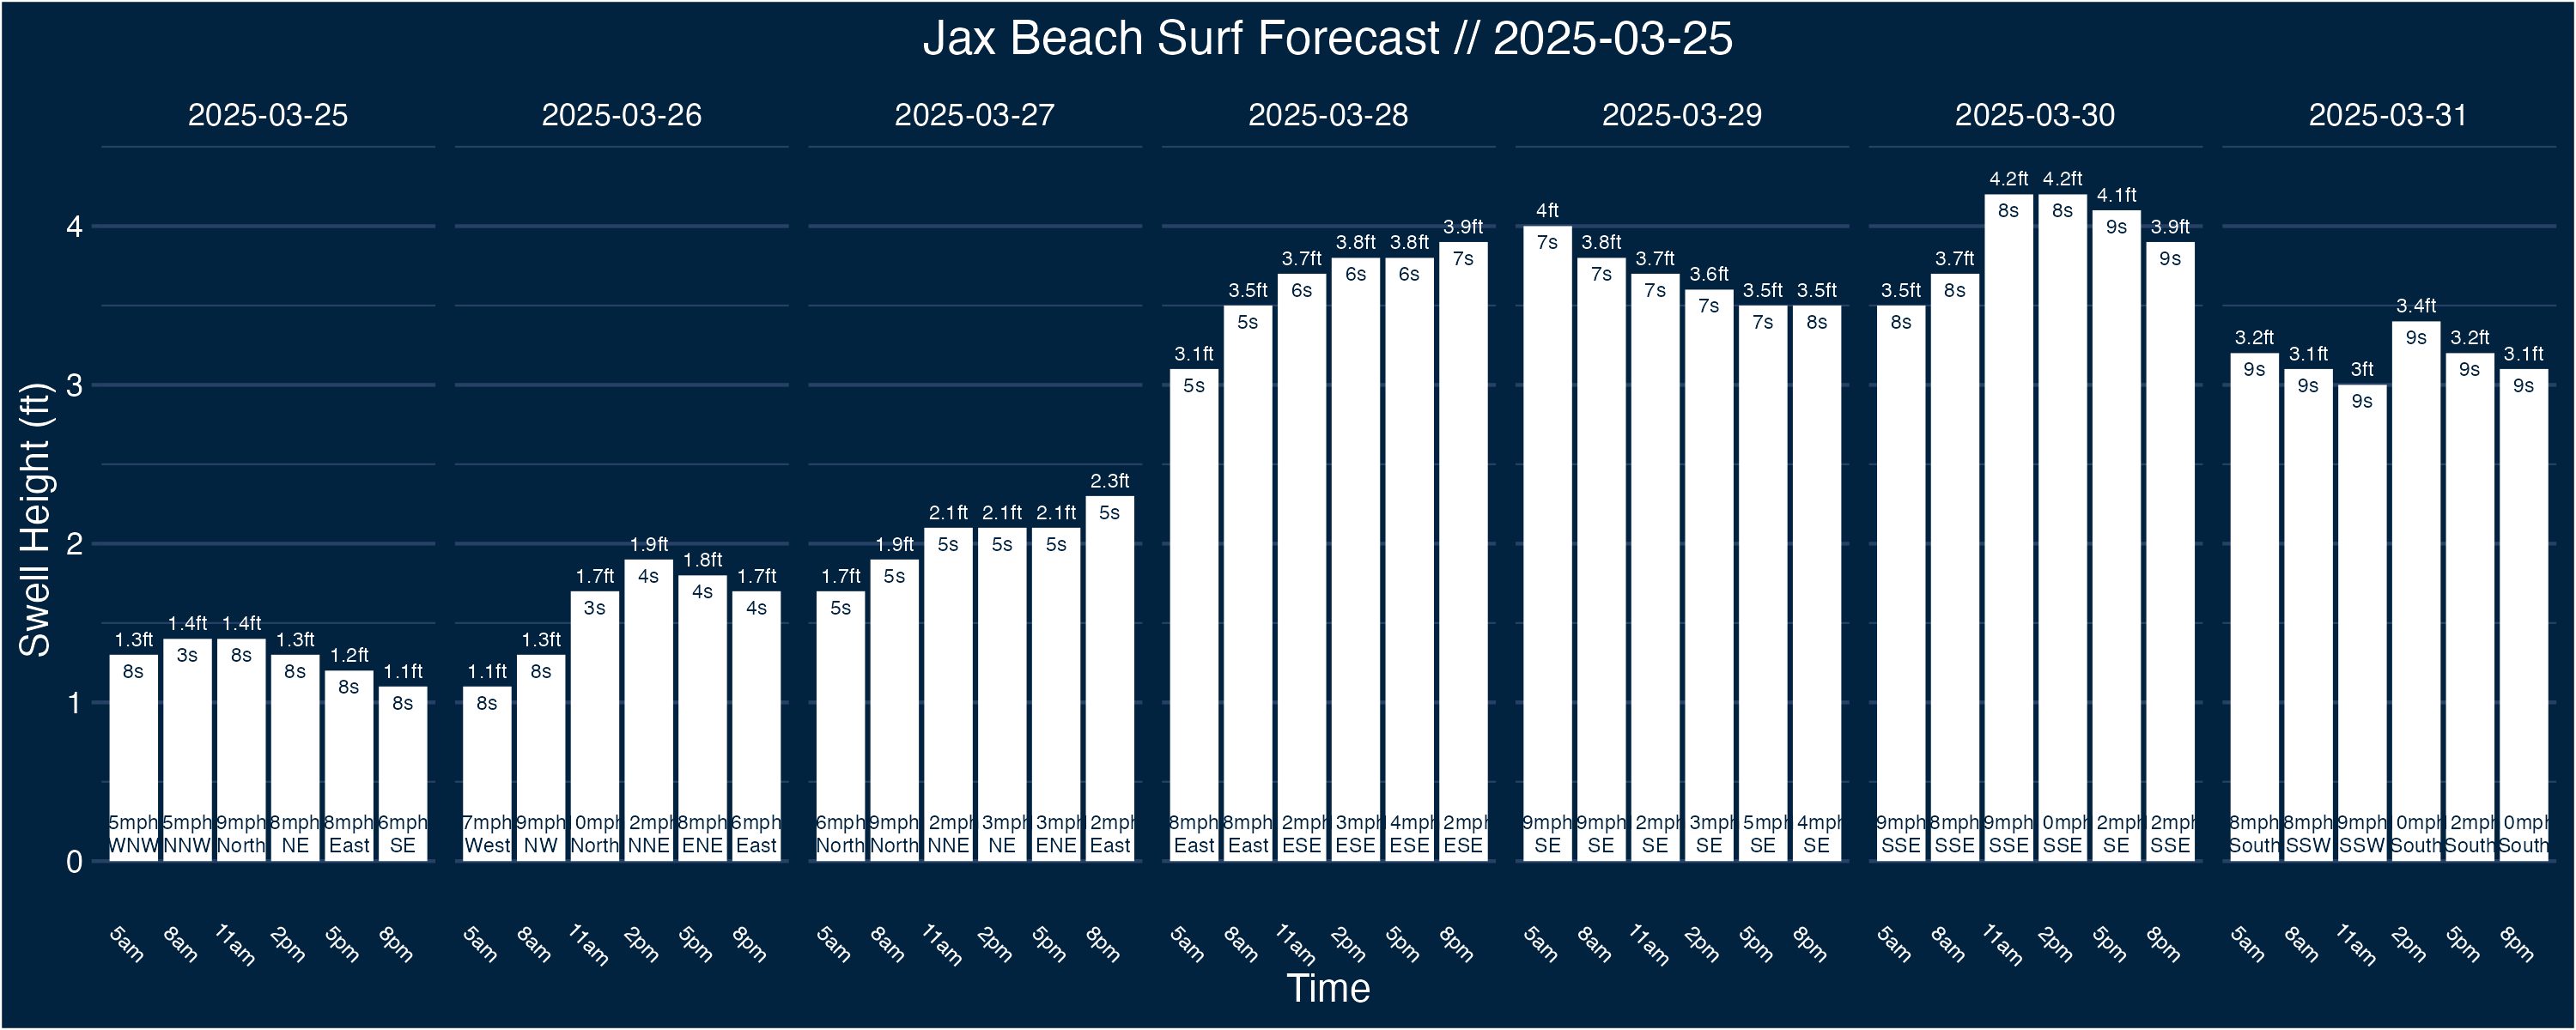 Jax Beach Surf Forecast // 2025-03-25
2025-03-25 2025-03-26 2025-03-27 2025-03-28 2025-03-29 2025-03-30 2025-03-31
Swell Height (ft)
4
3
2
1
0
1.3ft 1.4ft 1.4ft 1.3ft 1.2ft 1.1ft
8s 3s 8s 8s 8s 8s
5mph 5mph 9mph 8mph 8mph 6mph
WNW NNW North NE East SE
1.1ft 1.3ft 1.7ft 1.9ft 1.8ft 1.7ft
8s 8s 3s 4s 4s 4s
7mph 9mph 0mph 2mph 8mph 6mph
West NW North NNE ENE East
1.7ft 1.9ft 2.1ft 2.1ft 2.1ft 2.3ft
5s 5s 5s 5s 5s 5s
6mph 9mph 2mph 3mph 3mph 2mph
North North NNE NE ENE East
3.1ft 3.5ft 3.7ft 3.8ft 3.8ft 3.9ft
5s 5s 6s 6s 6s 7s
8mph 8mph 2mph 3mph 4mph 2mph
East East ESE ESE ESE ESE
4ft 3.8ft 3.7ft 3.6ft 3.5ft 3.5ft
7s 7s 7s 7s 7s 8s
9mph 9mph 2mph 3mph 5mph 4mph
SE SE SE SE SE SE
3.5ft 3.7ft 4.2ft 4.2ft 4.1ft 3.9ft
8s 8s 8s 8s 9s 9s
9mph 8mph 9mph 0mph 2mph 2mph
SSE SSE SSE SSE SE SSE
3.2ft 3.1ft 3ft 3.4ft 3.2ft 3.1ft
9s 9s 9s 9s 9s 9s
8mph 8mph 9mph 0mph 2mph 0mph
South SSW SSW South South South
5am 8am 11am 2pm 5pm 8pm 5am 8am 11am 2pm 5pm 8pm 5am 8am 11am 2pm 5pm 8pm 5am 8am 11am 2pm 5pm 8pm 5am 8am 11am 2pm 5pm 8pm 5am 8am 11am 2pm 5pm 8pm 5am 8am 11am 2pm 5pm 8pm
Time